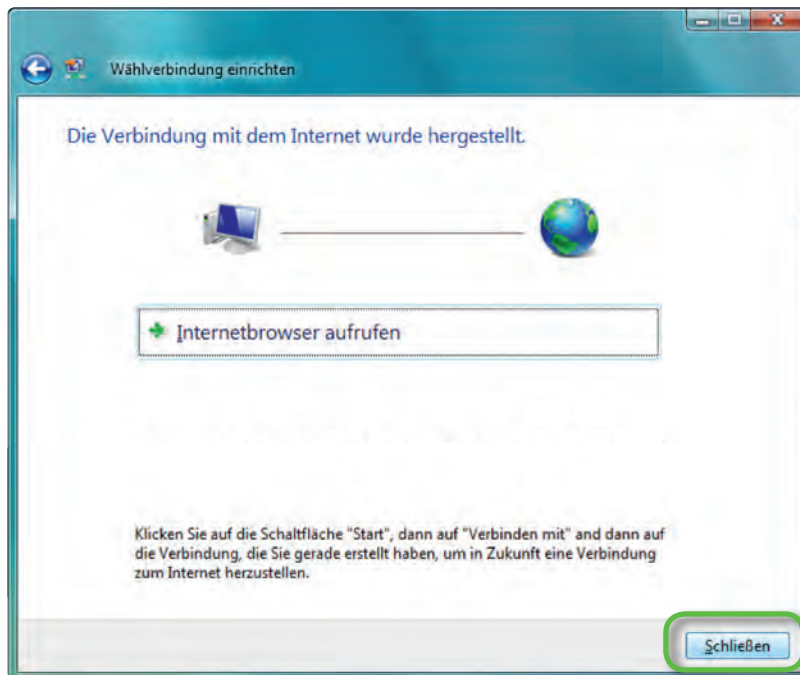 Wählverbindung einrichten
Die Verbindung mit dem Internet wurde hergestellt.
Internetbrowser aufrufen
Klicken Sie auf die Schaltfläche "Start", dann auf "Verbinden mit" and dann auf
die Verbindung, die Sie gerade erstellt haben, um in Zukunft eine Verbindung
zum Internet herzustellen.
Schließen